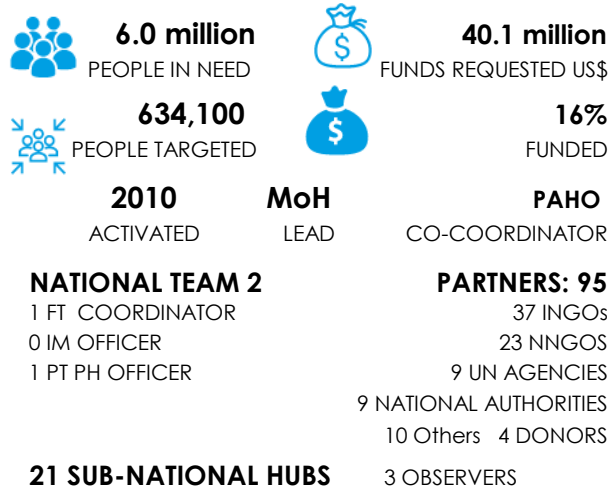 6.0 million 40.1 million
PEOPLE IN NEED FUNDS REQUESTED US$
634,100 16%
PEOPLE TARGETED FUNDED
2010 MoH PAHO
ACTIVATED LEAD CO-COORDINATOR
NATIONAL TEAM 2 PARTNERS: 95
1 FT COORDINATOR 37 INGOs
0 IM OFFICER 23 NNGOS
1 PT PH OFFICER 9 UN AGENCIES
9 NATIONAL AUTHORITIES
10 Others 4 DONORS
21 SUB-NATIONAL HUBS 3 OBSERVERS